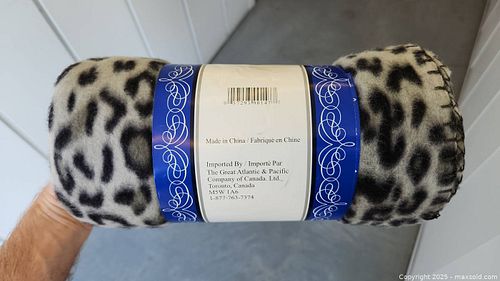 Made in China / Fabrique en Chine
Imported By / Importé Par
The Great Atlantic & Pacific
Company of Canada. Ltd.,
Toronto, Canada
M5W 1A6
1-877-763-7374
Copyright 2025 - maxsold.com